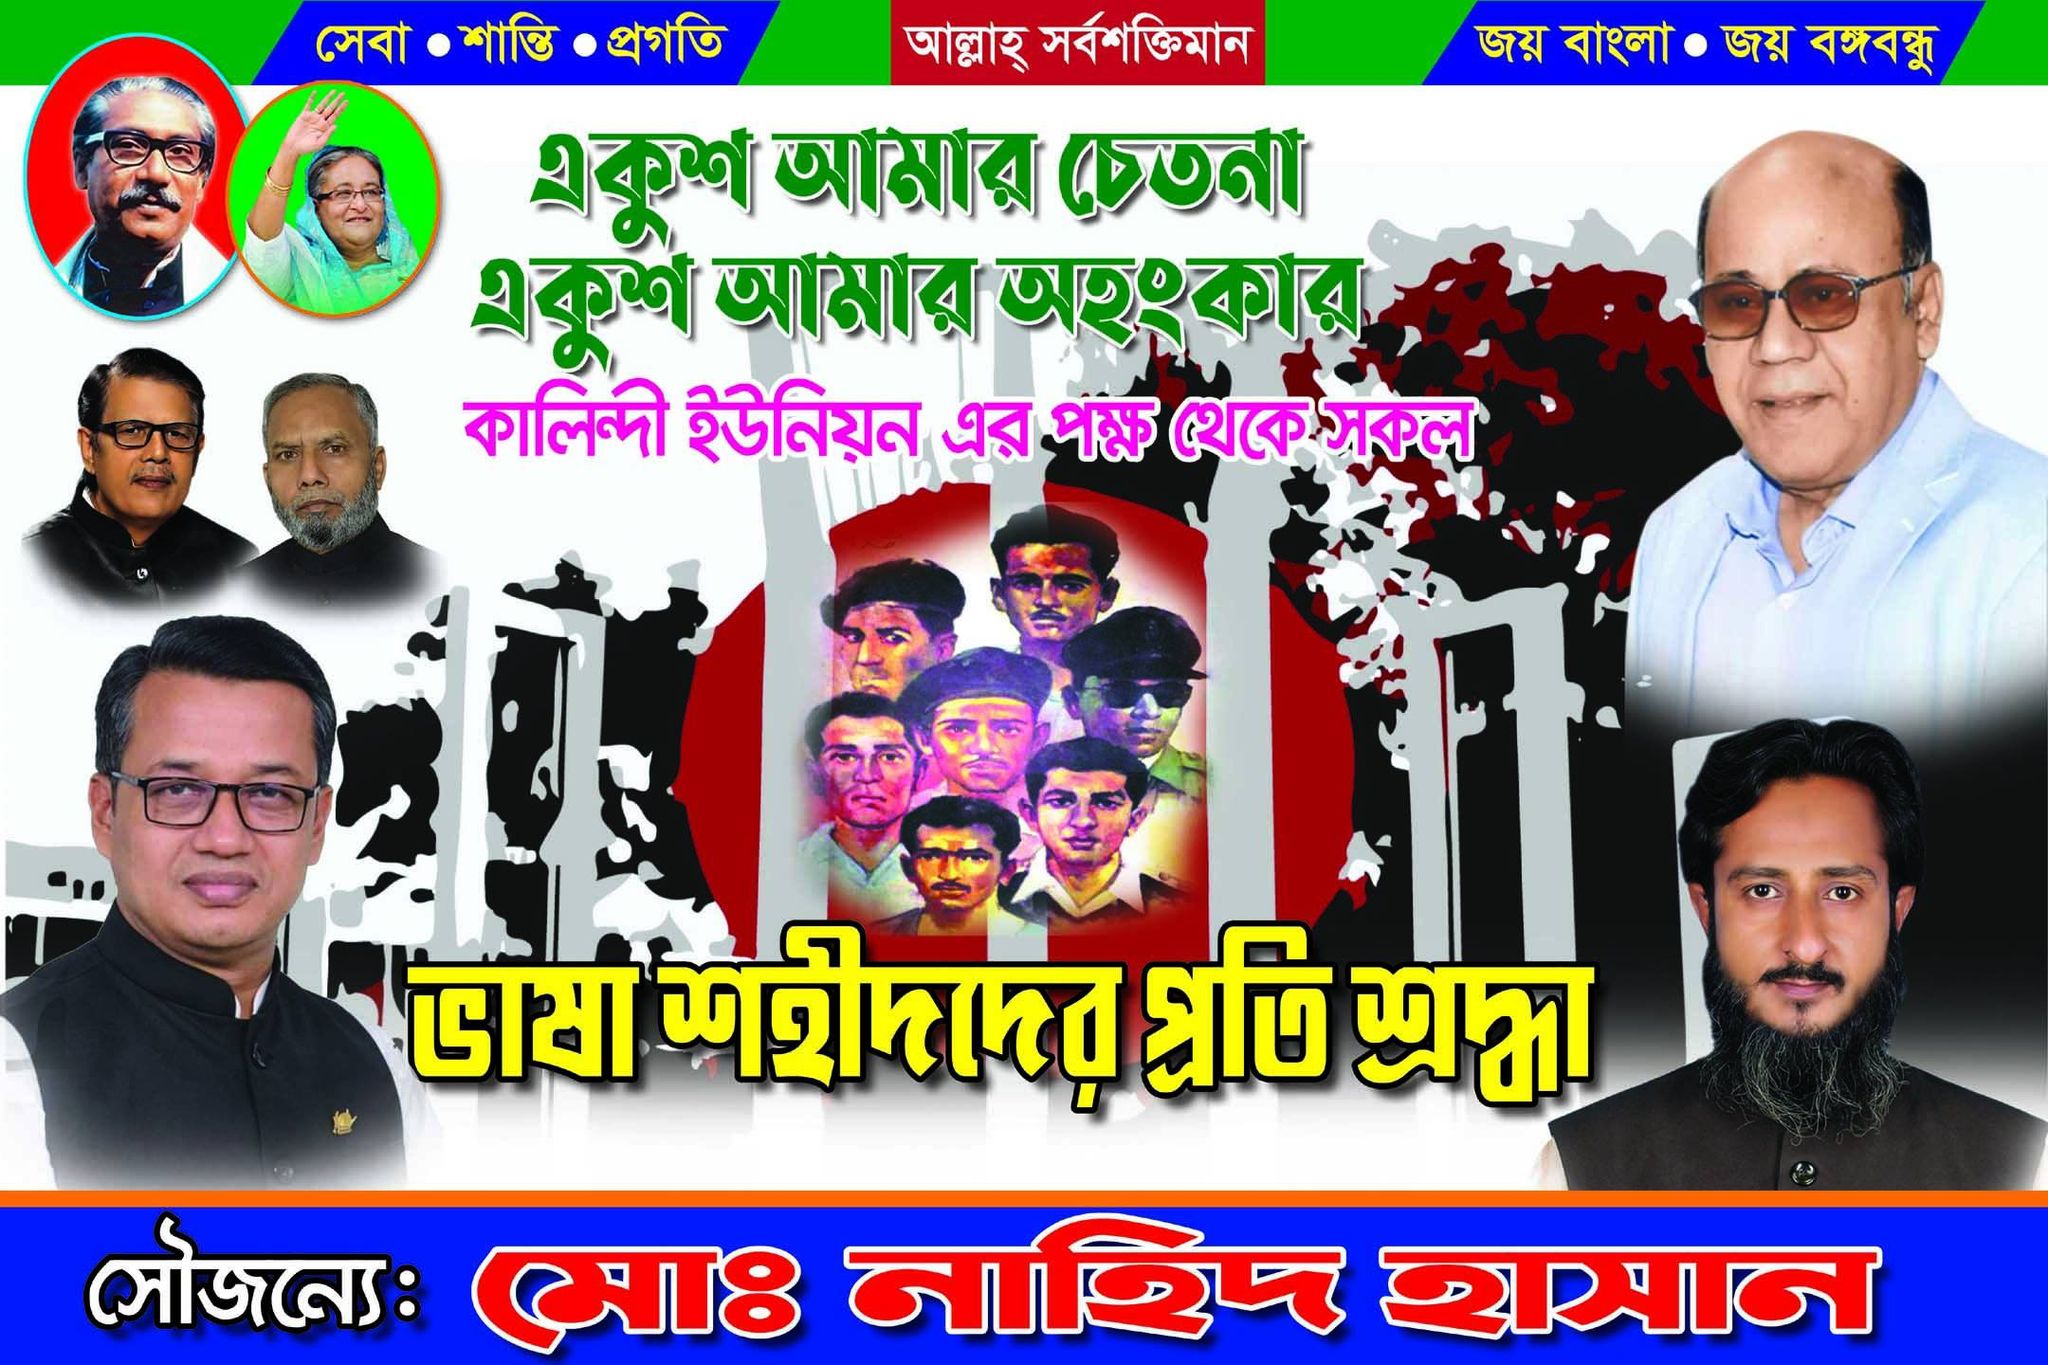 সেবা • শান্তি • প্রগতি
আল্লাহ্ সর্বশক্তিমান
জয় বাংলা • জয় বঙ্গবন্ধু
একুশ আমার চেতনা
একুশ আমার অহংকার
কালিন্দী ইউনিয়ন এর পক্ষ থেকে সকল
ভাষা শহীদদের প্রতি শ্রদ্ধা
সৌজন্যে: মোঃ নাহিদ হাসান